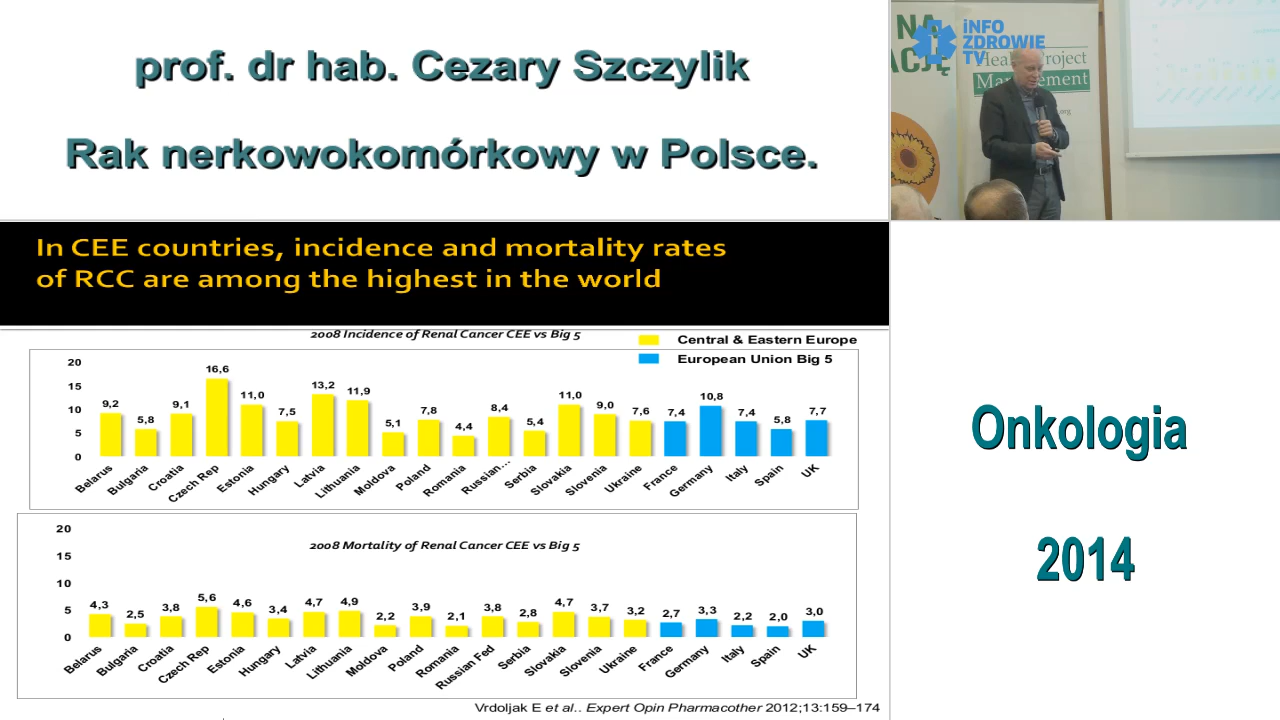 prof. dr hab. Cezary Szczylik
Rak nerkowokomórkowy w Polsce.
NA
ACJĘ
iNFO
ZDROWIE
TV
Health Project
Management
In CEE countries, incidence and mortality rates
of RCC are among the highest in the world
2008 Incidence of Renal Cancer CEE vs Big 5
Central & Eastern Europe
European Union Big 5
20
15
10
5
0
9,2
5,8
9,1
16,6
11,0
7,5
13,2
11,9
5,1
7,8
4,4
8,4
5,4
11,0
9,0
7,6
7,4
10,8
7,4
5,8
7,7
Belarus
Bulgaria
Croatia
Czech Rep
Estonia
Hungary
Latvia
Lithuania
Moldova
Poland
Romania
Russian...
Serbia
Slovakia
Slovenia
Ukraine
France
Germany
Italy
Spain
UK
2008 Mortality of Renal Cancer CEE vs Big 5
20
15
10
5
0
4,3
2,5
3,8
5,6
4,6
3,4
4,7
4,9
2,2
3,9
2,1
3,8
2,8
4,7
3,7
3,2
2,7
3,3
2,2
2,0
3,0
Belarus
Bulgaria
Croatia
Czech Rep
Estonia
Hungary
Latvia
Lithuania
Moldova
Poland
Romania
Russian Fed
Serbia
Slovakia
Slovenia
Ukraine
France
Germany
Italy
Spain
UK
Vrdoljak E et al.. Expert Opin Pharmacother 2012;13:159–174
Onkologia
2014